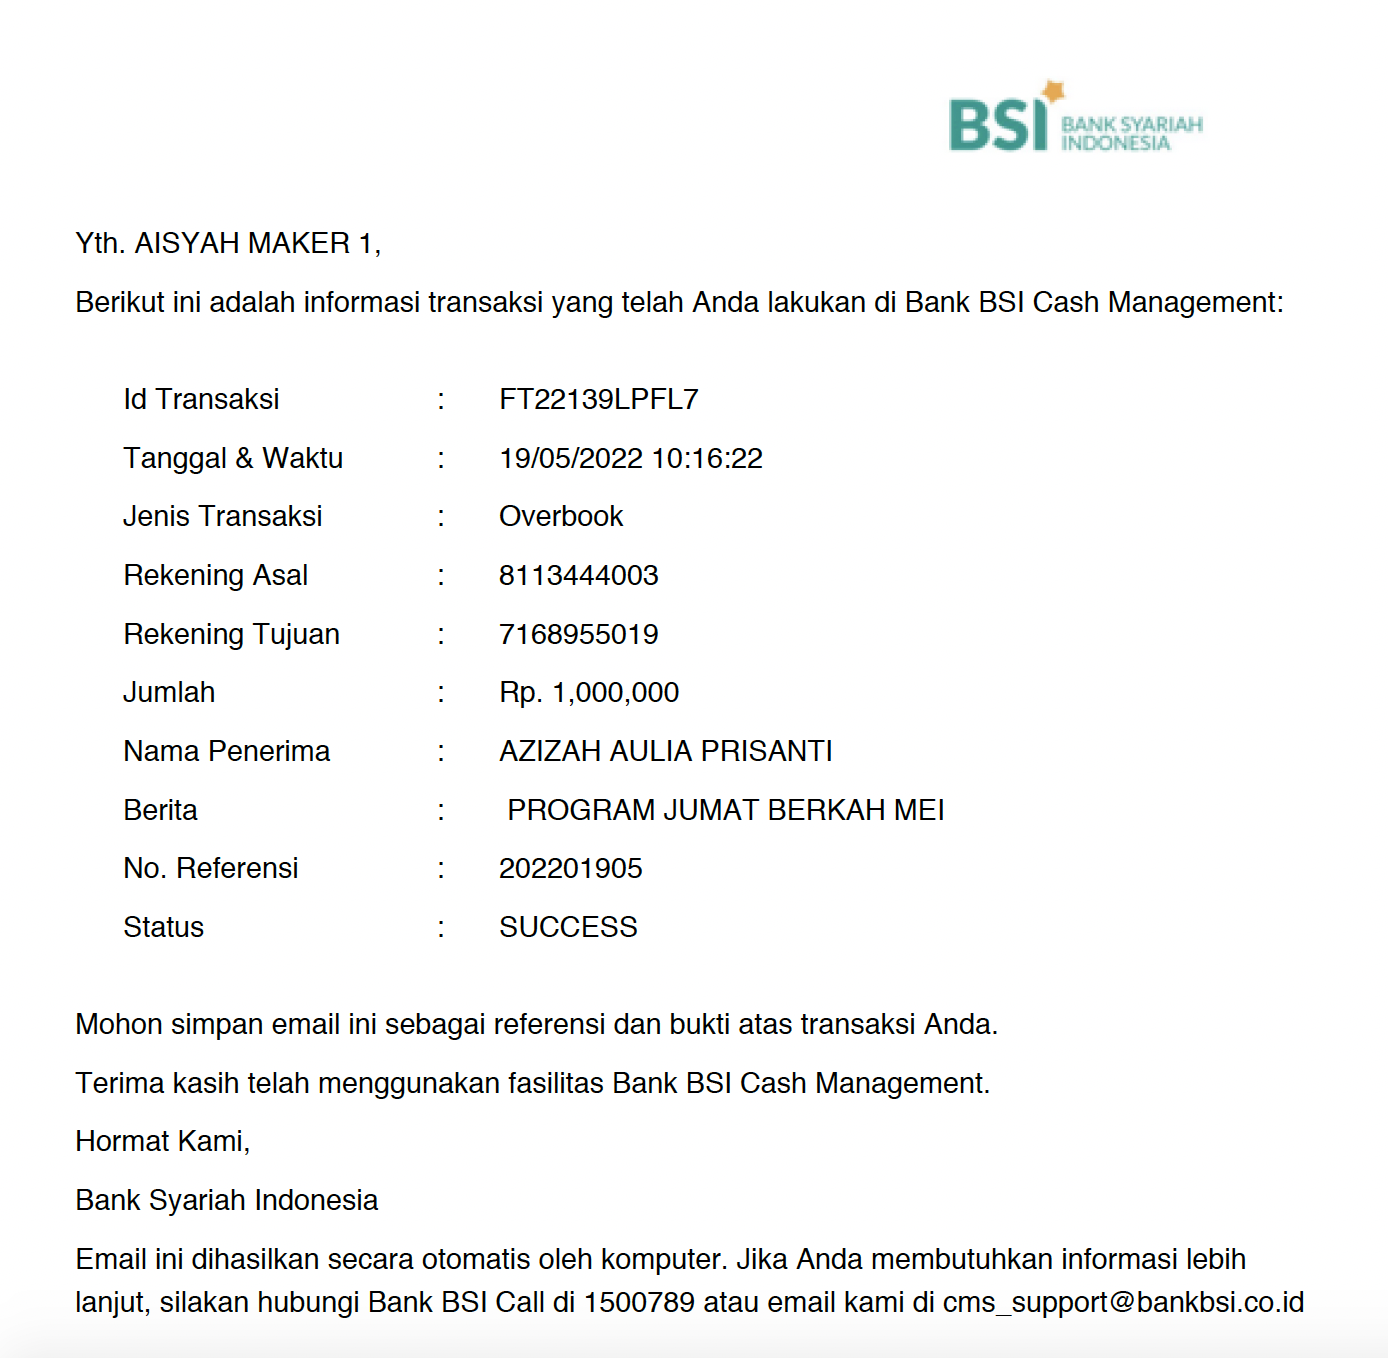 BSI BANK SYARIAH
INDONESIA
Yth. AISYAH MAKER 1,
Berikut ini adalah informasi transaksi yang telah Anda lakukan di Bank BSI Cash Management:
Id Transaksi : FT22139LPFL7
Tanggal & Waktu : 19/05/2022 10:16:22
Jenis Transaksi : Overbook
Rekening Asal : 8113444003
Rekening Tujuan : 7168955019
Jumlah : Rp. 1,000,000
Nama Penerima : AZIZAH AULIA PRISANTI
Berita : PROGRAM JUMAT BERKAH MEI
No. Referensi : 202201905
Status : SUCCESS
Mohon simpan email ini sebagai referensi dan bukti atas transaksi Anda.
Terima kasih telah menggunakan fasilitas Bank BSI Cash Management.
Hormat Kami,
Bank Syariah Indonesia
Email ini dihasilkan secara otomatis oleh komputer. Jika Anda membutuhkan informasi lebih
lanjut, silakan hubungi Bank BSI Call di 1500789 atau email kami di cms_support@bankbsi.co.id